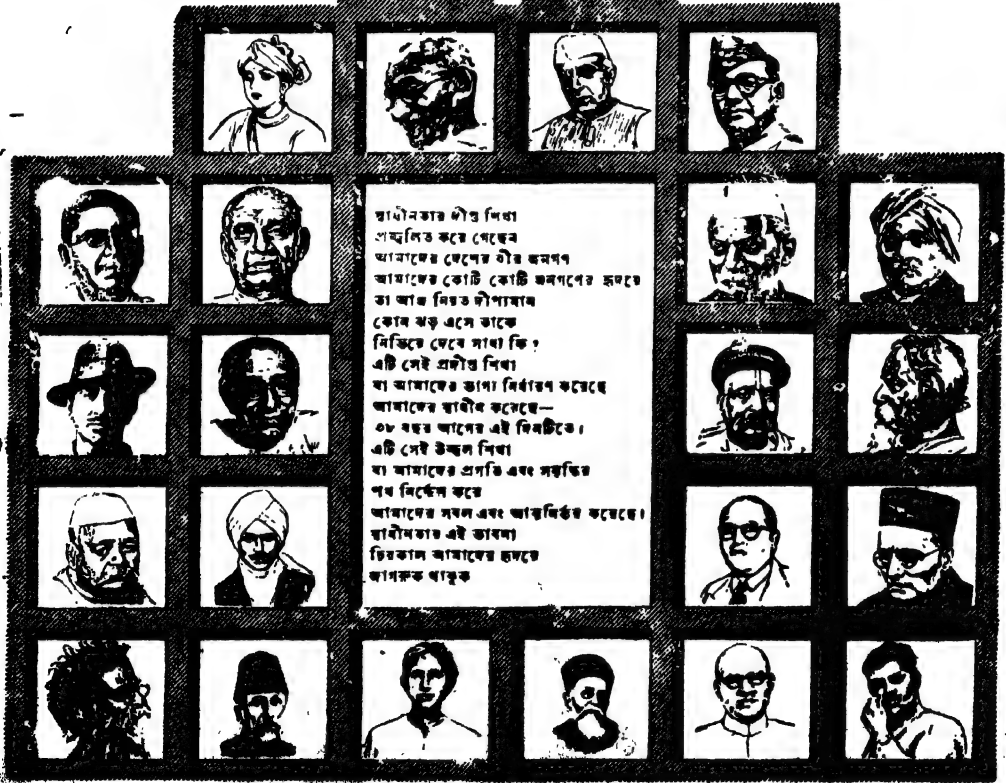 স্বাধীনতার দীপ্ত শিখা
প্রজ্বলিত করে গেছেন
আমাদের দেশের বীর জনগণ
আমাদের কোটি কোটি জনগণের হৃদয়ে
তা আজ নিয়ত দীপ্যমান
কোন ঝড় এসে তাকে
নিভিয়ে দেবে সাধ্য কি ?
এটি সেই প্রদীপ্ত শিখা
যা আমাদের ভাগ্য নির্ধারণ করেছে
আমাদের স্বাধীন করেছে—
৩৮ বছর আগের এই দিনটিতে।
এটি সেই উজ্জ্বল শিখা
যা আমাদের প্রগতি এবং সমৃদ্ধির
পথ নির্দেশ করে
আমাদের সবল এবং আত্মনির্ভর করেছে।
স্বাধীনতার এই ভাবনা
চিরকাল আমাদের হৃদয়ে
জাগরুক থাকুক